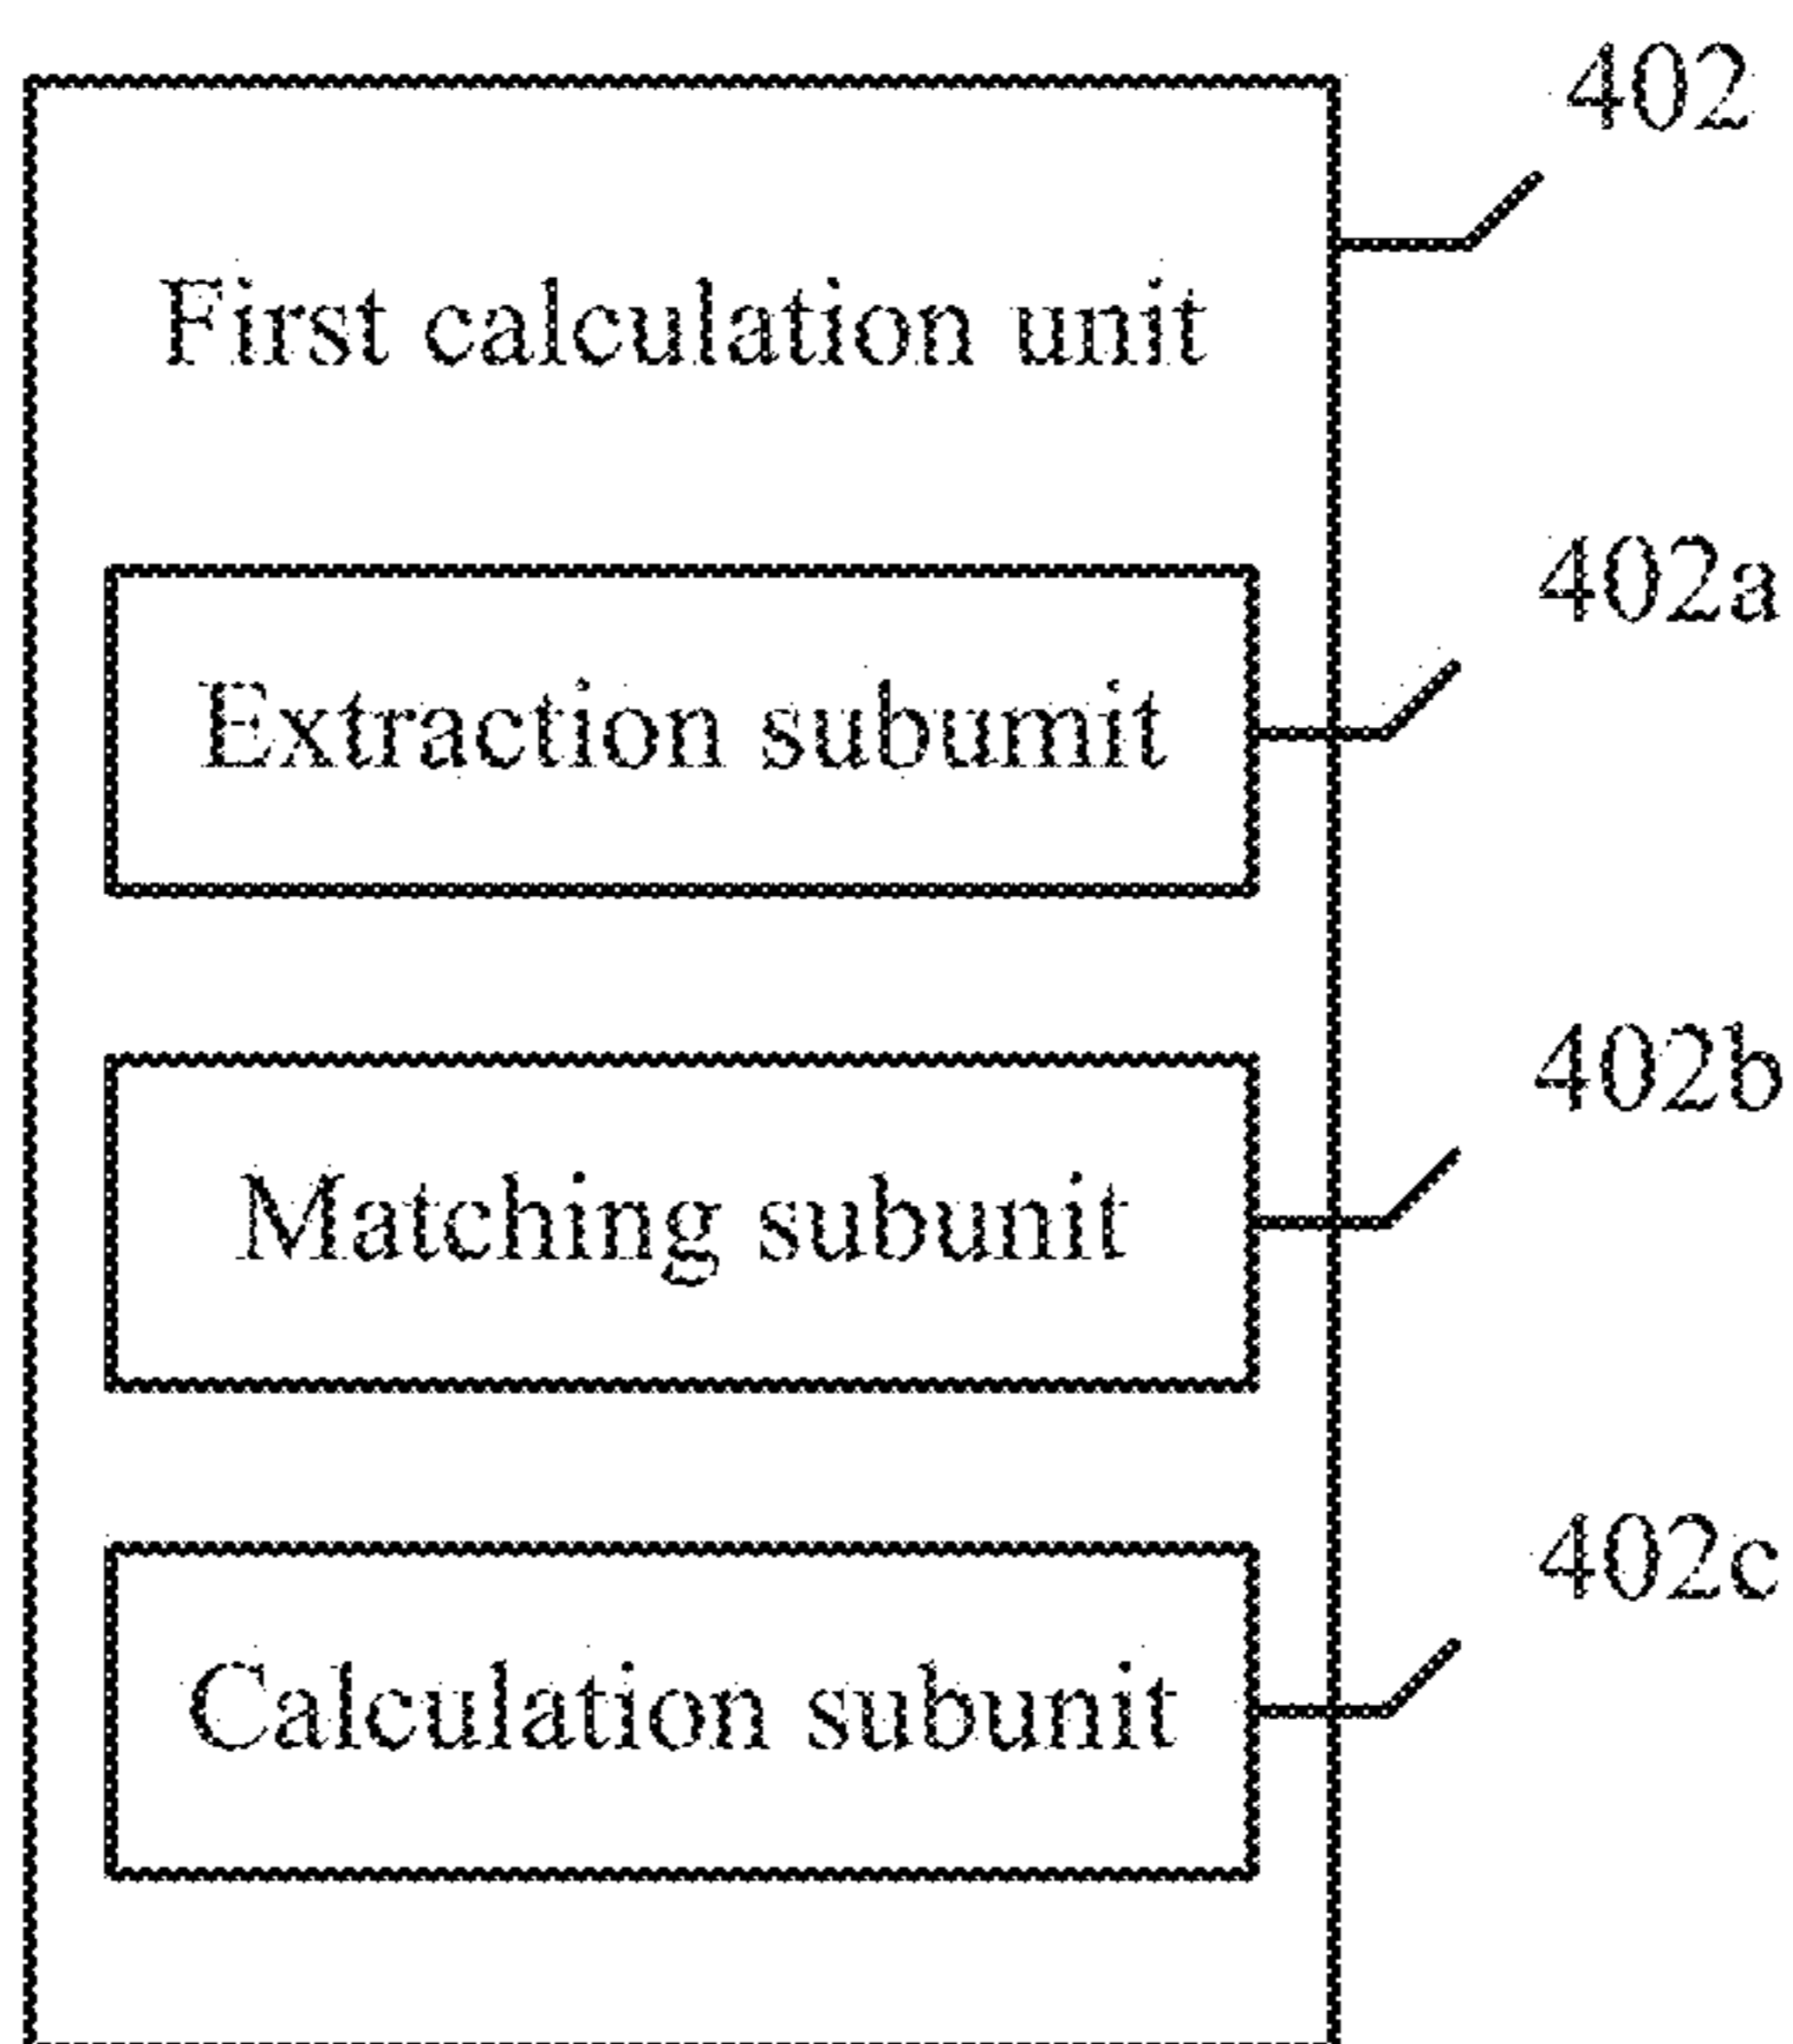 402
First calculation unit
402a
Extraction subumit
402b
Matching subunit
402c
Calculation subunit